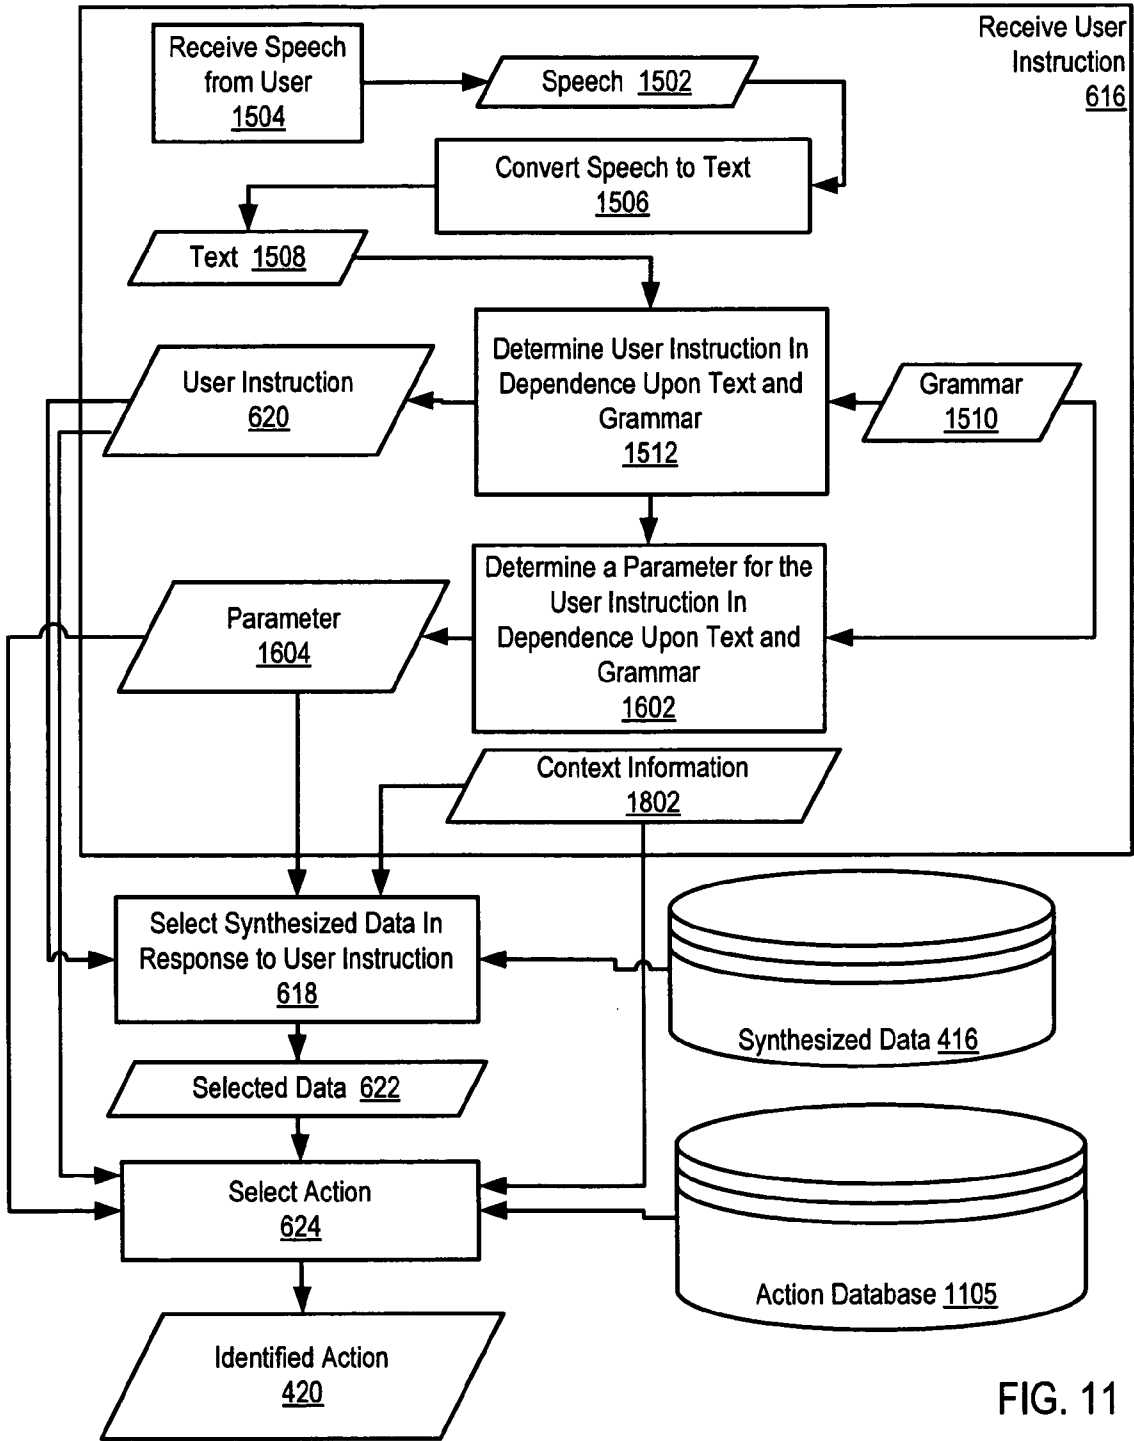 Receive User
Instruction
616
Receive Speech
from User
1504
Speech 1502
Convert Speech to Text
1506
Text 1508
Determine User Instruction In
Dependence Upon Text and
Grammar
1512
User Instruction
620
Grammar
1510
Determine a Parameter for the
User Instruction In
Dependence Upon Text and
Grammar
1602
Parameter
1604
Context Information
1802
Select Synthesized Data In
Response to User Instruction
618
Synthesized Data 416
Selected Data 622
Select Action
624
Action Database 1105
Identified Action
420
FIG. 11